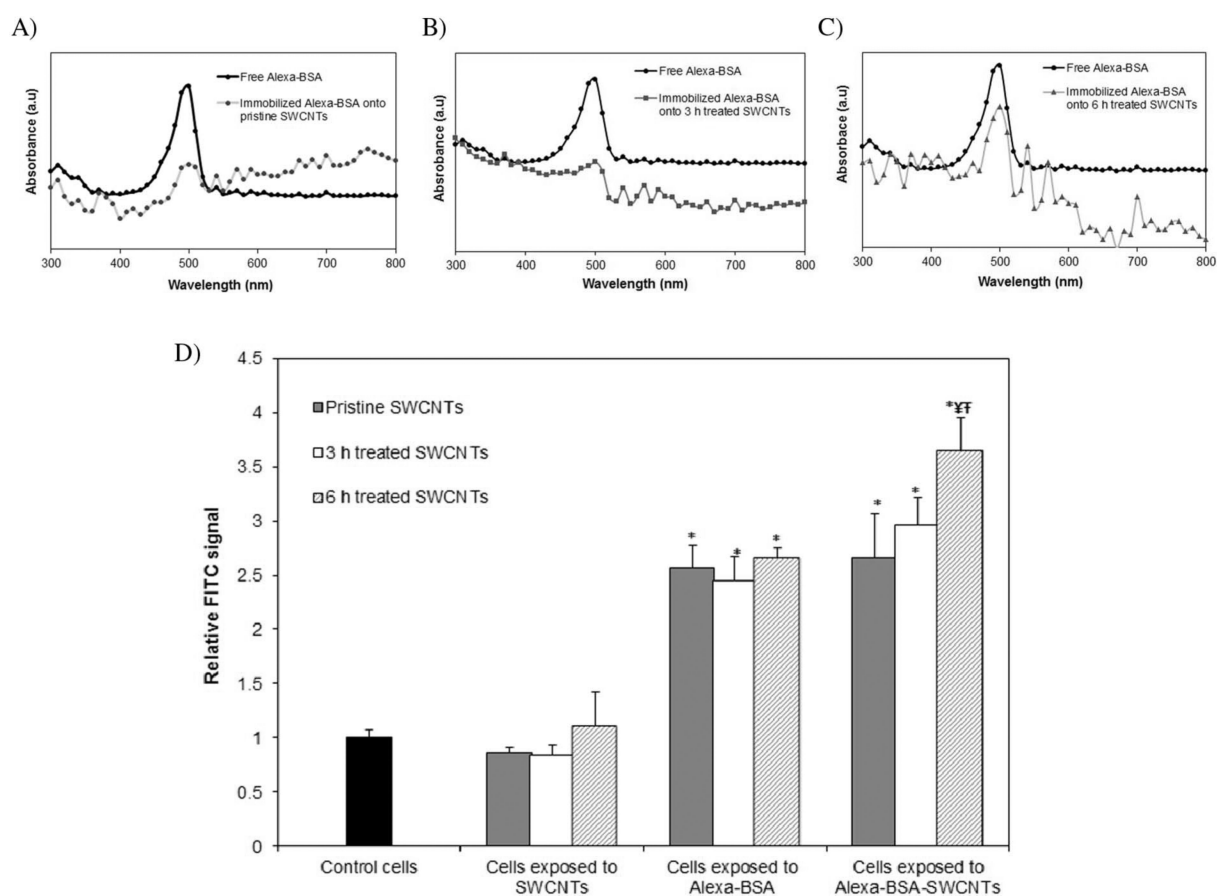 A)
Absorbance (a.u)
Free Alexa-BSA
Immobilized Alexa-BSA onto
pristine SWCNTs
300 400 500 600 700 800
Wavelength (nm)
B)
Absorbance (a.u)
Free Alexa-BSA
Immobilized Alexa-BSA
onto 3 h treated SWCNTs
300 400 500 600 700 800
Wavelength (nm)
C)
Absorbace (a.u)
Free Alexa-BSA
Immobilized Alexa-BSA
onto 6 h treated SWCNTs
300 400 500 600 700 800
Wavelength (nm)
D)
Relative FITC signal
4.5
4
3.5
3
2.5
2
1.5
1
0.5
0
Pristine SWCNTs
3 h treated SWCNTs
6 h treated SWCNTs
* * *
* * *¥Ŧ
Control cells
Cells exposed to
SWCNTs
Cells exposed to
Alexa-BSA
Cells exposed to
Alexa-BSA-SWCNTs